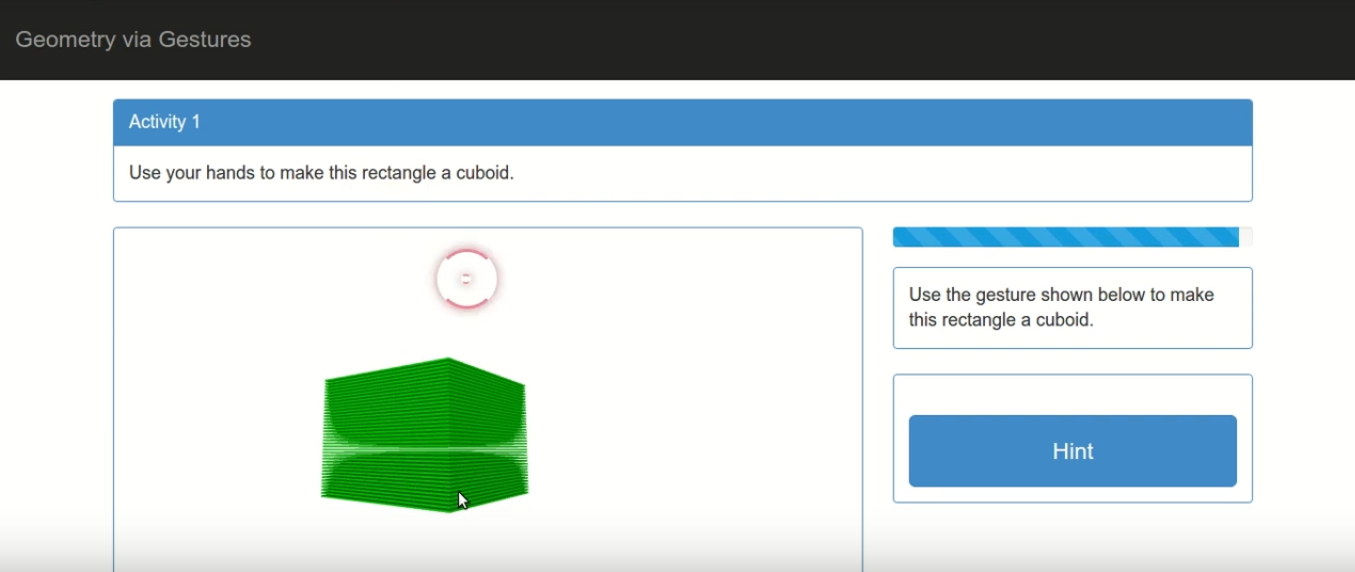 Geometry via Gestures
Activity 1
Use your hands to make this rectangle a cuboid.
Use the gesture shown below to make
this rectangle a cuboid.
Hint